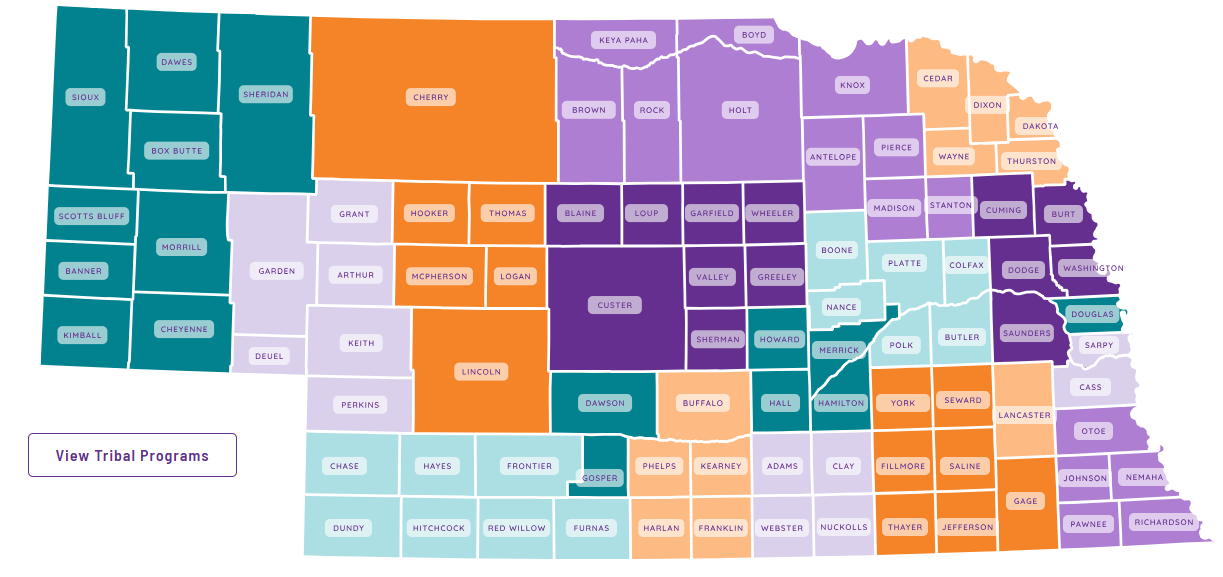 KEYA PAHA
BOYD
DAWES
CEDAR
SIOUX
SHERIDAN
CHERRY
BROWN
ROCK
HOLT
KNOX
DIXON
DAKOTA
BOX BUTTE
ANTELOPE
PIERCE
WAYNE
THURSTON
SCOTTS BLUFF
GRANT
HOOKER
THOMAS
BLAINE
LOUP
GARFIELD
WHEELER
MADISON
STANTON
CUMING
BURT
MORRILL
BOONE
BANNER
GARDEN
ARTHUR
MCPHERSON
LOGAN
VALLEY
GREELEY
PLATTE
COLFAX
DODGE
WASHINGTON
CUSTER
NANCE
DOUGLAS
KIMBALL
CHEYENNE
KEITH
SHERMAN
HOWARD
MERRICK
POLK
BUTLER
SAUNDERS
SARPY
DEUEL
LINCOLN
CASS
PERKINS
DAWSON
BUFFALO
HALL
HAMILTON
YORK
SEWARD
LANCASTER
OTOE
View Tribal Programs
CHASE
HAYES
FRONTIER
GOSPER
PHELPS
KEARNEY
ADAMS
CLAY
FILLMORE
SALINE
JOHNSON
NEMAHA
GAGE
DUNDY
HITCHCOCK
RED WILLOW
FURNAS
HARLAN
FRANKLIN
WEBSTER
NUCKOLLS
THAYER
JEFFERSON
PAWNEE
RICHARDSON